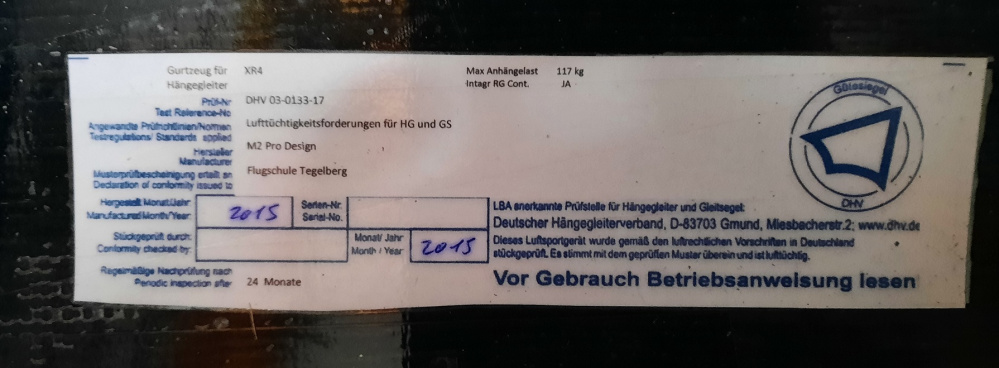 Gurtzeug für XR4 Max Anhängelast 117 kg
Hängegleiter Intagr RG Cont. JA
Prüf-Nr DHV 03-0133-17
Test Reference-No
Angewandte Prüfrichtlinien/Normen Lufttüchtigkeitsforderungen für HG und GS
Testregulations/ Standards applied
Hersteller M2 Pro Design
Manufacturer
Musterprüfbescheinigung erteilt an Flugschule Tegelberg
Declaration of conformity issued to
Gütesiegel
DHV
Hergestellt Monat/Jahr: 2015 Serien-Nr.
Manufactured Month/Year: Serial-No.
Stückgeprüft durch: Monat/ Jahr 2015
Conformity checked by: Month / Year
Regelmäßige Nachprüfung nach 24 Monate
Periodic inspection after
LBA anerkannte Prüfstelle für Hängegleiter und Gleitsegel:
Deutscher Hängegleiterverband, D-83703 Gmund, Miesbacherstr.2; www.dhv.de
Dieses Luftsportgerät wurde gemäß den luftrechtlichen Vorschriften in Deutschland
stückgeprüft. Es stimmt mit dem geprüften Muster überein und ist lufttüchtig.
Vor Gebrauch Betriebsanweisung lesen